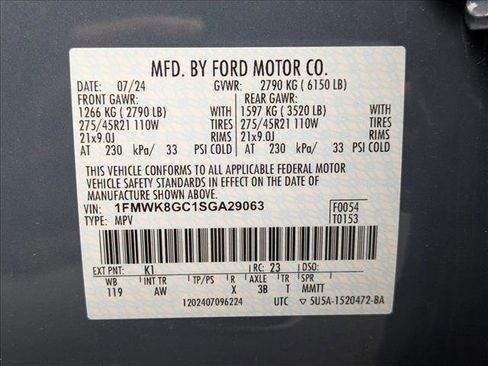 MFD. BY FORD MOTOR CO.
DATE: 07/24 GVWR: 2790 KG ( 6150 LB)
FRONT GAWR: REAR GAWR:
1266 KG ( 2790 LB) WITH 1597 KG ( 3520 LB) WITH
275/45R21 110W TIRES 275/45R21 110W TIRES
21x9.0J RIMS 21x9.0J RIMS
AT 230 kPa/ 33 PSI COLD AT 230 kPa/ 33 PSI COLD
THIS VEHICLE CONFORMS TO ALL APPLICABLE FEDERAL MOTOR
VEHICLE SAFETY STANDARDS IN EFFECT ON THE DATE OF
MANUFACTURE SHOWN ABOVE.
VIN: 1FMWK8GC1SGA29063 F0054
TYPE: MPV T0153
EXT PNT: K1 RC: 23 DSO:
WB INT TR TP/PS R AXLE TR SPR
119 AW X 3B T MMTT
1202407096224 UTC ▽ 5U5A-1520472-BA